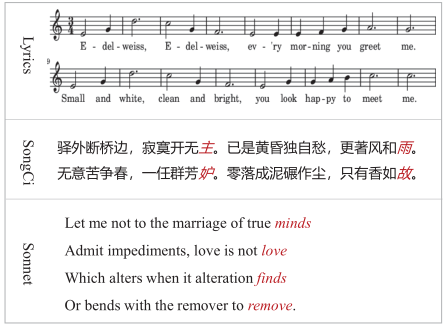 Lyrics
E - del - weiss, E - del - weiss, ev - 'ry mor - ning you greet me.
9
Small and white, clean and bright, you look hap - py to meet me.
SongCi
驿外断桥边，寂寞开无主。已是黄昏独自愁，更著风和雨。
无意苦争春，一任群芳妒。零落成泥碾作尘，只有香如故。
Sonnet
Let me not to the marriage of true minds
Admit impediments, love is not love
Which alters when it alteration finds
Or bends with the remover to remove.